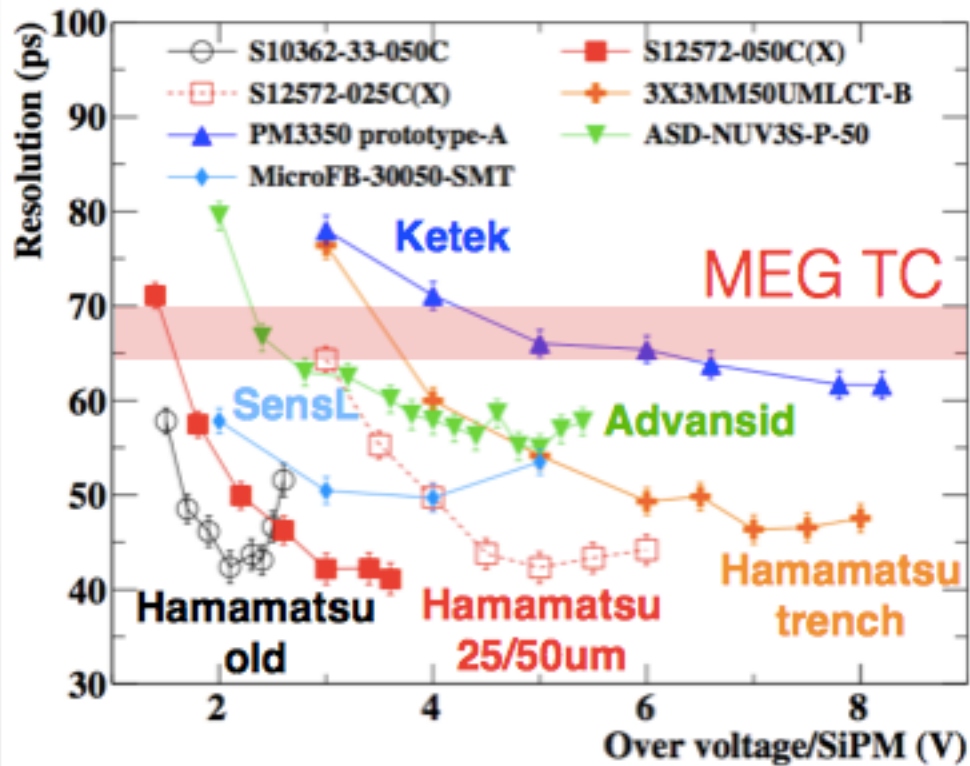 Resolution (ps)
100
90
80
70
60
50
40
30
S10362-33-050C
S12572-050C(X)
S12572-025C(X)
3X3MM50UMLCT-B
PM3350 prototype-A
ASD-NUV3S-P-50
MicroFB-30050-SMT
Ketek
MEG TC
SensL
Advansid
Hamamatsu
old
Hamamatsu
25/50um
Hamamatsu
trench
2
4
6
8
Over voltage/SiPM (V)